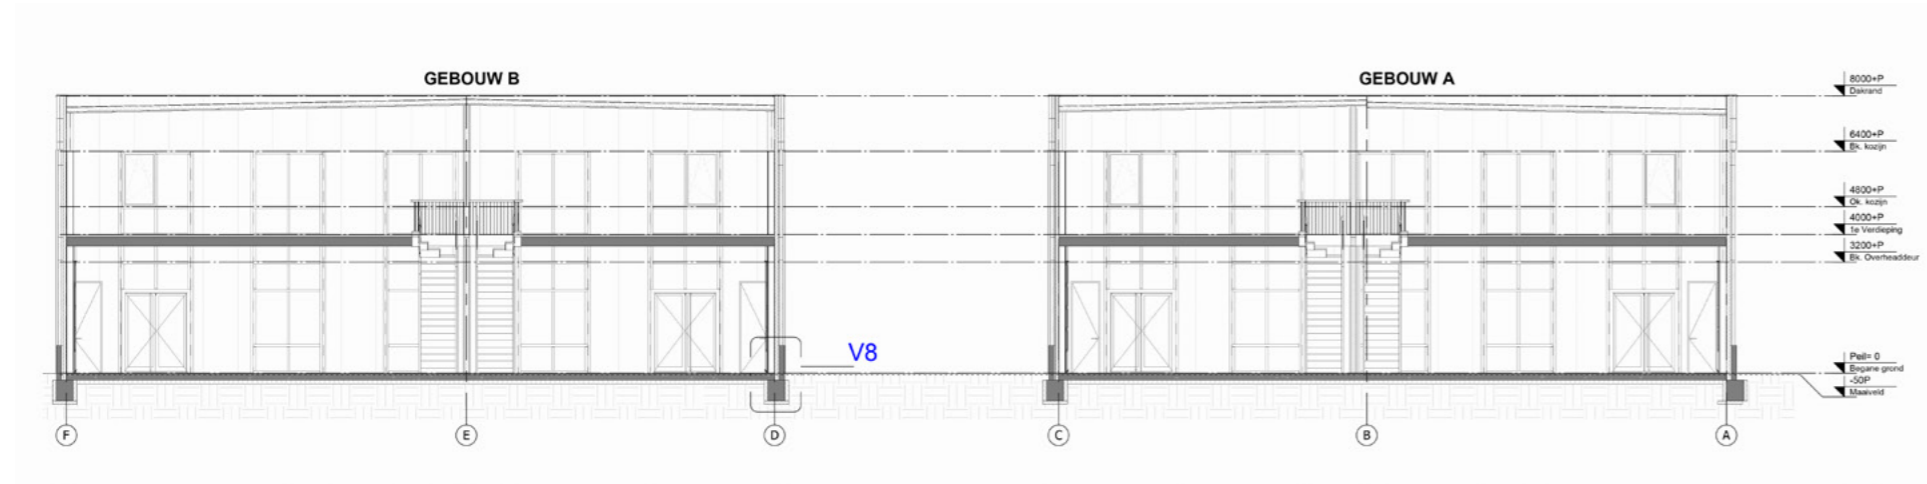 GEBOUW B
GEBOUW A
8000+P
Dakrand
6400+P
Bk. kozijn
4800+P
Ok. kozijn
4000+P
1e Verdieping
3200+P
Bk. Overheaddeur
V8
Peil= 0
Begane grond
-50P
Maaiveld
F
E
D
C
B
A